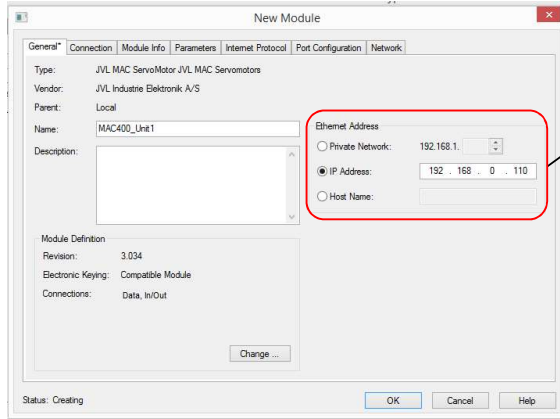 New Module
General* Connection Module Info Parameters Internet Protocol Port Configuration Network
Type: JVL MAC ServoMotor JVL MAC Servomotors
Vendor: JVL Industrie Elektronik A/S
Parent: Local
Name: MAC400_Unit1
Description:
Ethernet Address
Private Network: 192.168.1.
IP Address: 192 . 168 . 0 . 110
Host Name:
Module Definition
Revision: 3.034
Electronic Keying: Compatible Module
Connections: Data, In/Out
Change ...
Status: Creating
OK Cancel Help